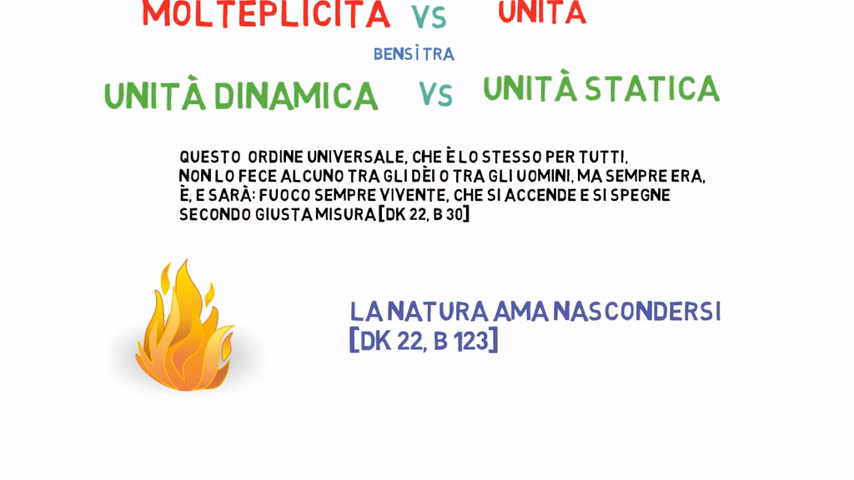 MOLTEPLICITÀ VS UNITÀ
BENSÌ TRA
UNITÀ DINAMICA VS UNITÀ STATICA
QUESTO ORDINE UNIVERSALE, CHE È LO STESSO PER TUTTI,
NON LO FECE ALCUNO TRA GLI DÈI O TRA GLI UOMINI, MA SEMPRE ERA,
È, E SARÀ: FUOCO SEMPRE VIVENTE, CHE SI ACCENDE E SI SPEGNE
SECONDO GIUSTA MISURA [DK 22, B 30]
LA NATURA AMA NASCONDERSI
[DK 22, B 123]